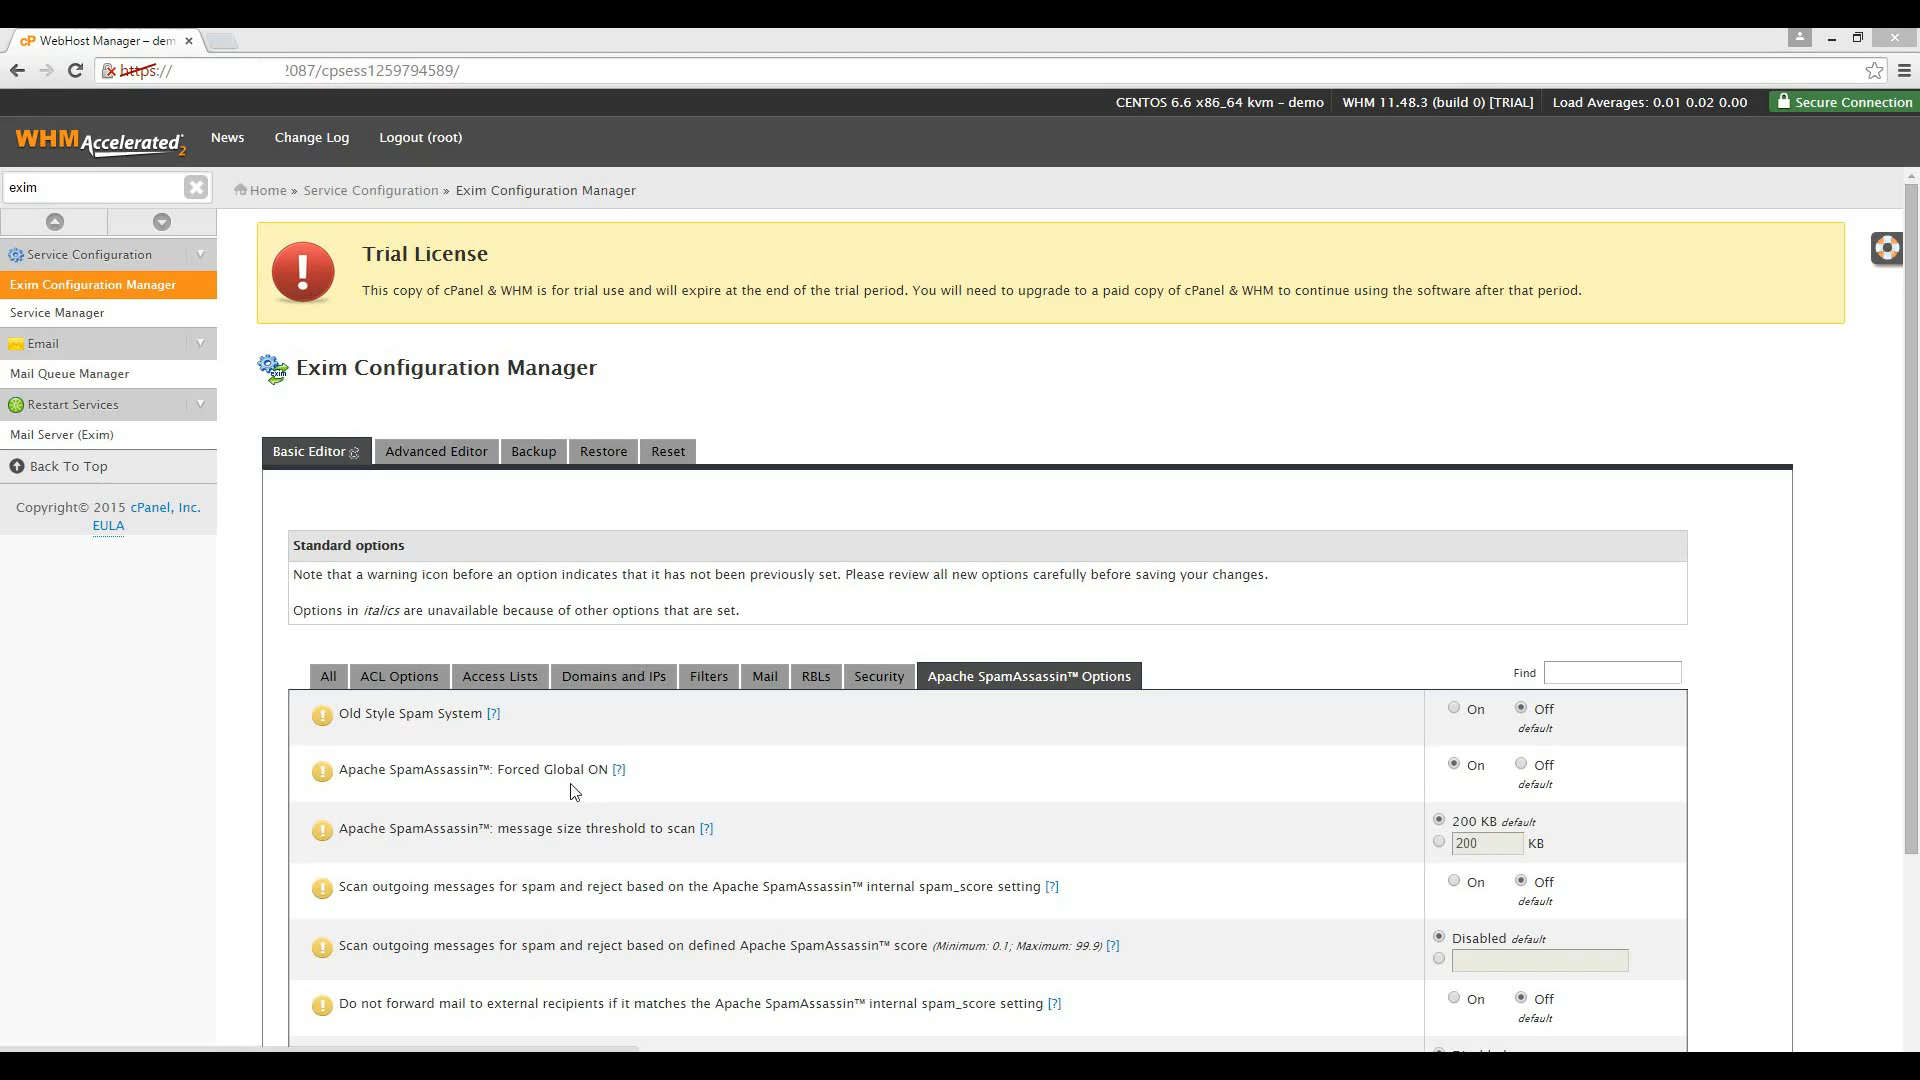 WebHost Manager – dem
https:// 2087/cpsess1259794589/
CENTOS 6.6 x86_64 kvm – demo WHM 11.48.3 (build 0) [TRIAL] Load Averages: 0.01 0.02 0.00 Secure Connection
WHM Accelerated2 News Change Log Logout (root)
exim
Home » Service Configuration » Exim Configuration Manager
Service Configuration
Exim Configuration Manager
Service Manager
Email
Mail Queue Manager
Restart Services
Mail Server (Exim)
Back To Top
Copyright© 2015 cPanel, Inc.
EULA
Trial License
This copy of cPanel & WHM is for trial use and will expire at the end of the trial period. You will need to upgrade to a paid copy of cPanel & WHM to continue using the software after that period.
Exim Configuration Manager
Basic Editor Advanced Editor Backup Restore Reset
Standard options
Note that a warning icon before an option indicates that it has not been previously set. Please review all new options carefully before saving your changes.
Options in italics are unavailable because of other options that are set.
All ACL Options Access Lists Domains and IPs Filters Mail RBLs Security Apache SpamAssassin™ Options Find
Old Style Spam System [?] On Off
default
Apache SpamAssassin™: Forced Global ON [?] On Off
default
Apache SpamAssassin™: message size threshold to scan [?] 200 KB default
200 KB
Scan outgoing messages for spam and reject based on the Apache SpamAssassin™ internal spam_score setting [?] On Off
default
Scan outgoing messages for spam and reject based on defined Apache SpamAssassin™ score (Minimum: 0.1; Maximum: 99.9) [?] Disabled default
Do not forward mail to external recipients if it matches the Apache SpamAssassin™ internal spam_score setting [?] On Off
default